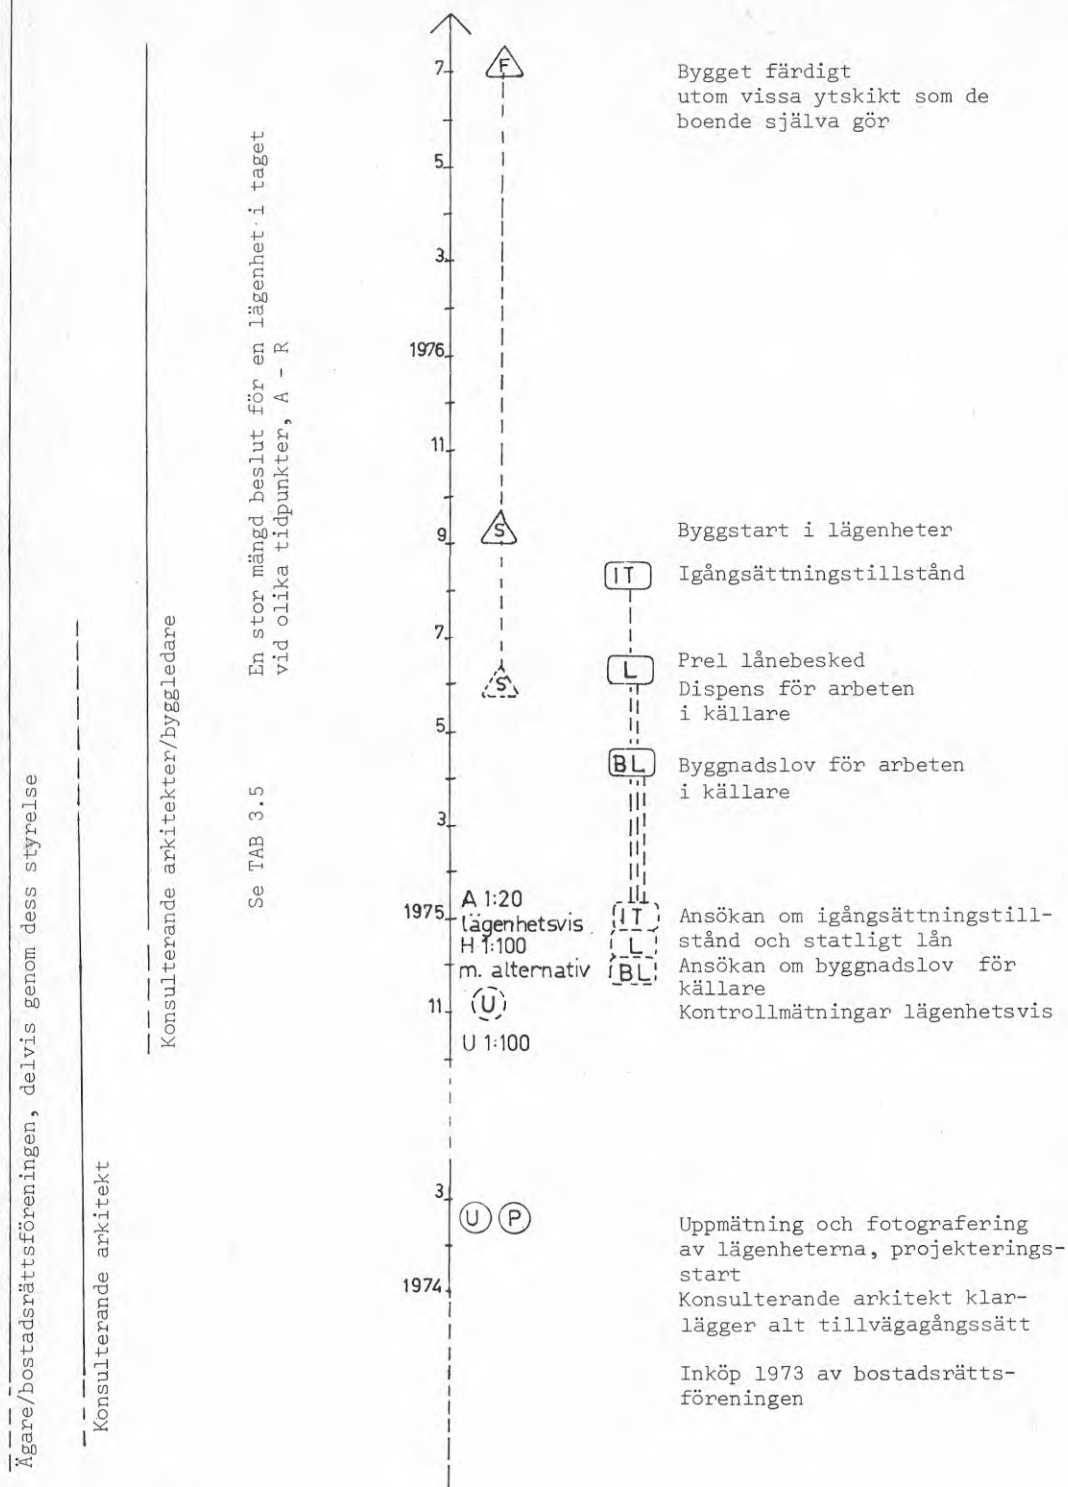 Ägare/bostadsrättsföreningen, delvis genom dess styrelse
Konsulterande arkitekt
Konsulterande arkitekter/byggledare
En stor mängd beslut för en lägenhet i taget
vid olika tidpunkter, A - R
Se TAB 3.5
7
5
3
1976
11
9
7
5
3
1975
11
3
1974
F
S
S
A 1:20
lägenhetsvis
H 1:100
m. alternativ
U
U 1:100
U P
IT
L
BL
IT
L
BL
Bygget färdigt
utom vissa ytskikt som de
boende själva gör
Byggstart i lägenheter
Igångsättningstillstånd
Prel lånebesked
Dispens för arbeten
i källare
Byggnadslov för arbeten
i källare
Ansökan om igångsättningstill-
stånd och statligt lån
Ansökan om byggnadslov för
källare
Kontrollmätningar lägenhetsvis
Uppmätning och fotografering
av lägenheterna, projekterings-
start
Konsulterande arkitekt klar-
lägger alt tillvägagångssätt
Inköp 1973 av bostadsrätts-
föreningen